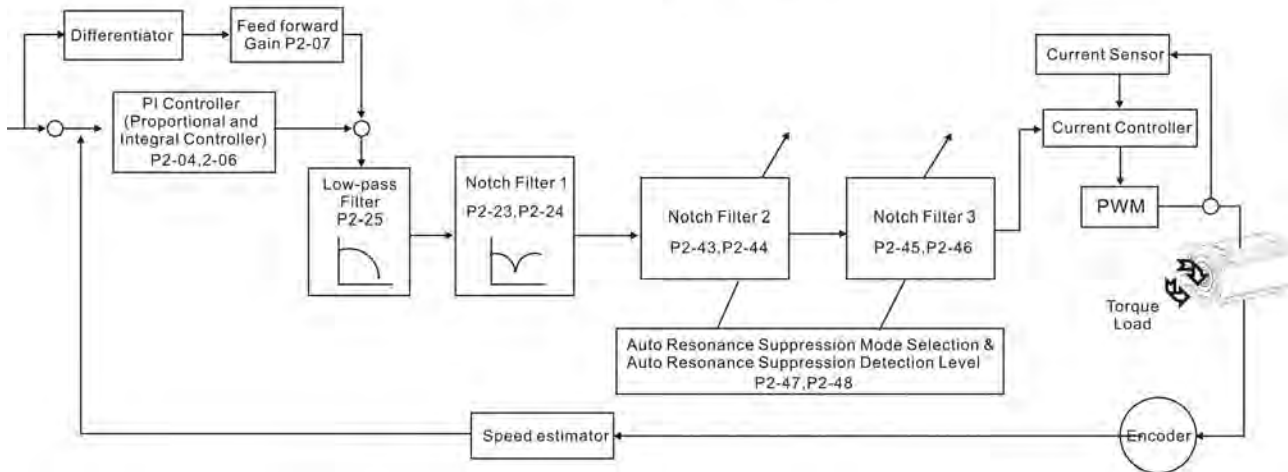 Differentiator
Feed forward
Gain P2-07
PI Controller
(Proportional and
Integral Controller)
P2-04,2-06
Low-pass
Filter
P2-25
Notch Filter 1
P2-23,P2-24
Notch Filter 2
P2-43,P2-44
Notch Filter 3
P2-45,P2-46
Current Sensor
Current Controller
PWM
Torque
Load
Auto Resonance Suppression Mode Selection &
Auto Resonance Suppression Detection Level
P2-47,P2-48
Speed estimator
Encoder